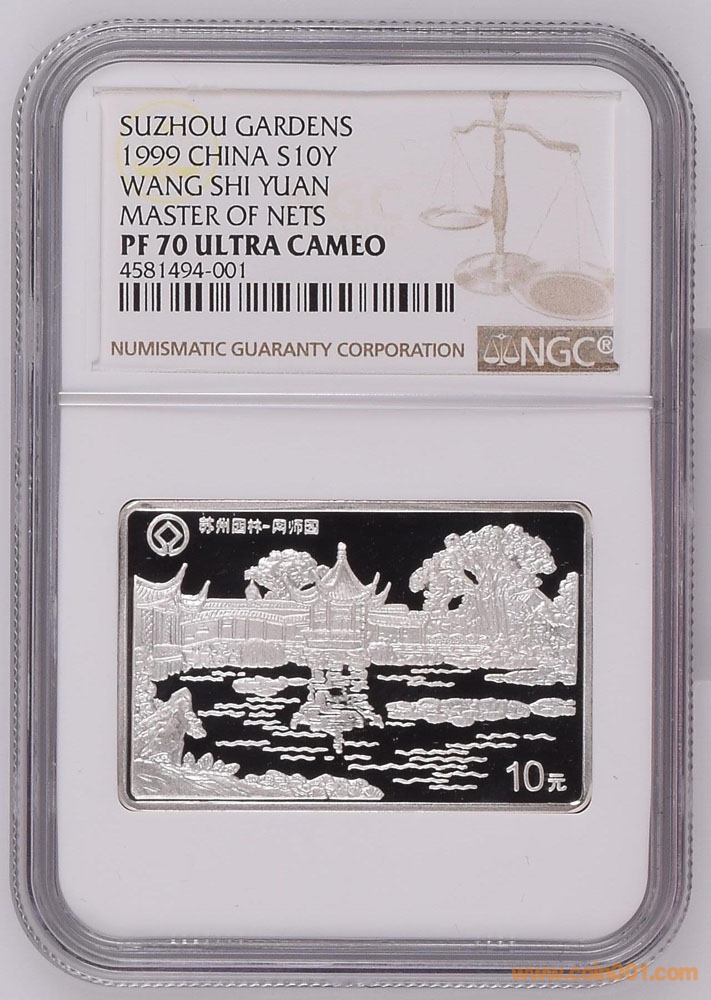 SUZHOU GARDENS
1999 CHINA S10Y
WANG SHI YUAN
MASTER OF NETS
PF 70 ULTRA CAMEO
4581494-001
NUMISMATIC GUARANTY CORPORATION
NGC®
苏州园林-网师园
10元
www.coin001.com